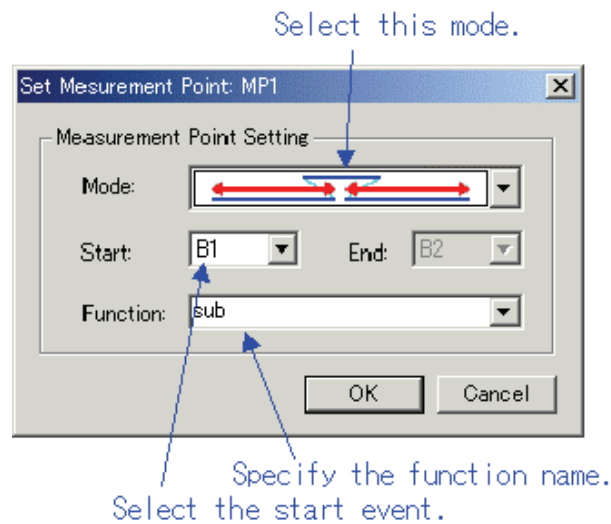 Select this mode.
Set Mesurement Point: MP1
Measurement Point Setting
Mode:
Start: B1 End: B2
Function: sub
OK Cancel
Specify the function name.
Select the start event.